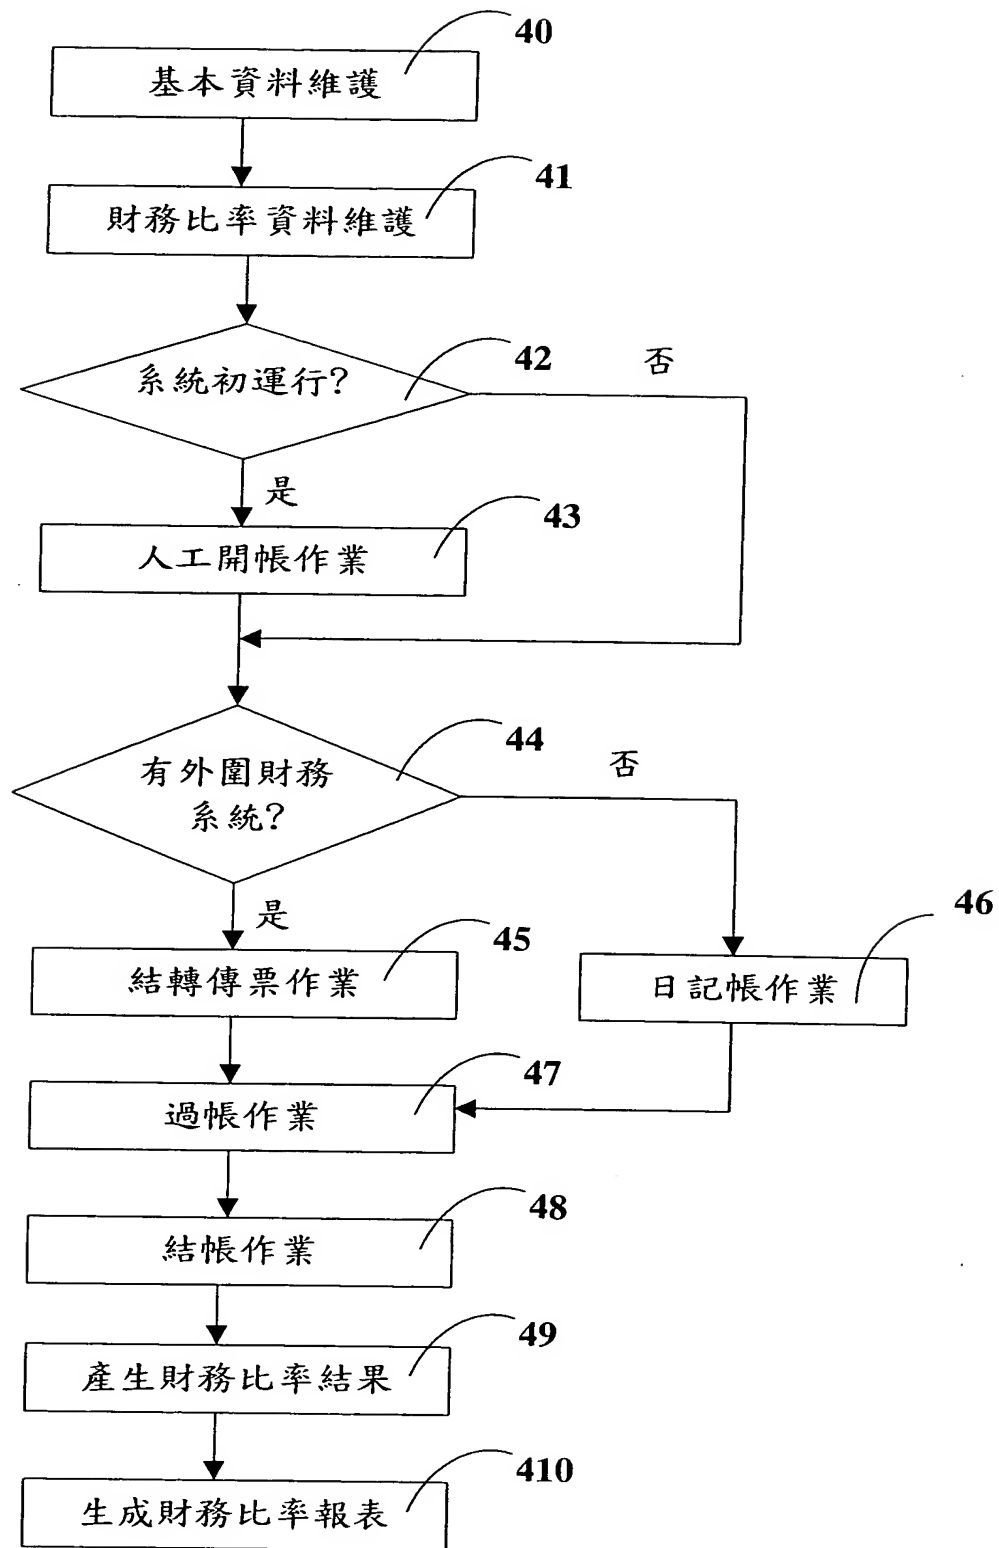 40
基本資料維護
41
財務比率資料維護
42
系統初運行?
否
是
43
人工開帳作業
44
有外圍財務
系統?
否
是
45
結轉傳票作業
46
日記帳作業
47
過帳作業
48
結帳作業
49
產生財務比率結果
410
生成財務比率報表